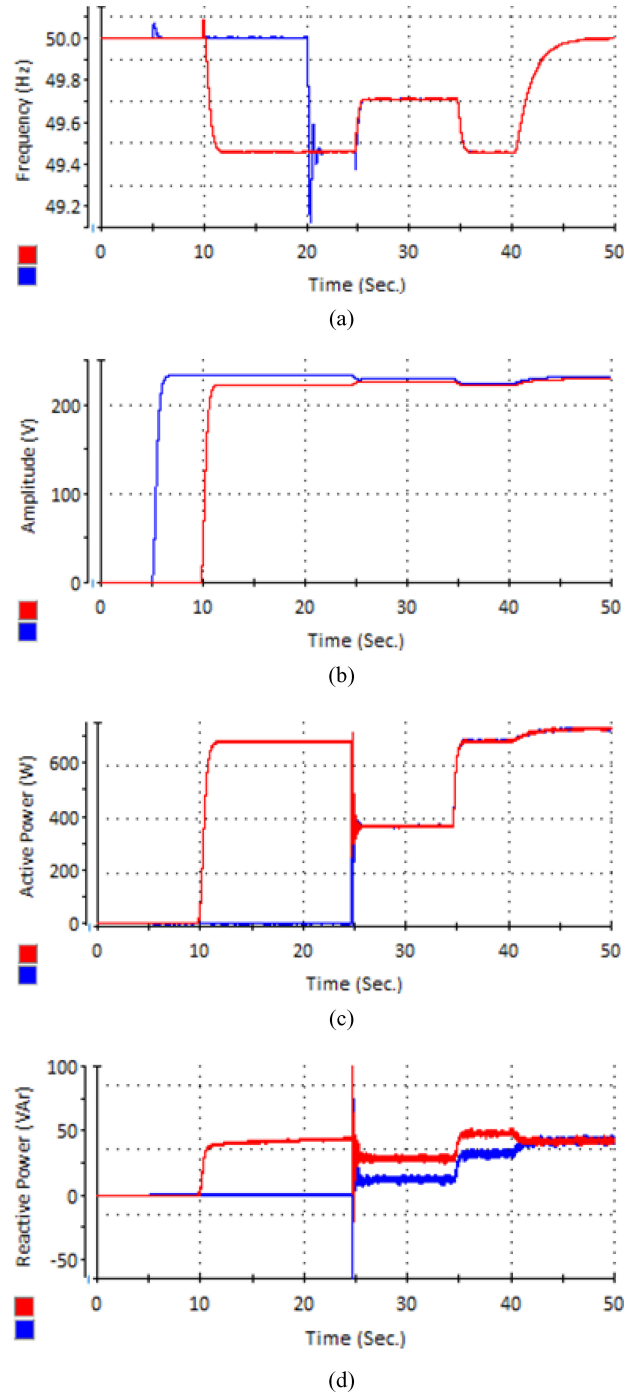 50.0
49.8
49.6
49.4
49.2
Frequency (Hz)
0 10 20 30 40 50
Time (Sec.)
(a)
200
100
0
Amplitude (V)
0 10 20 30 40 50
Time (Sec.)
(b)
600
400
200
0
Active Power (W)
0 10 20 30 40 50
Time (Sec.)
(c)
100
50
0
-50
Reactive Power (VAr)
0 10 20 30 40 50
Time (Sec.)
(d)